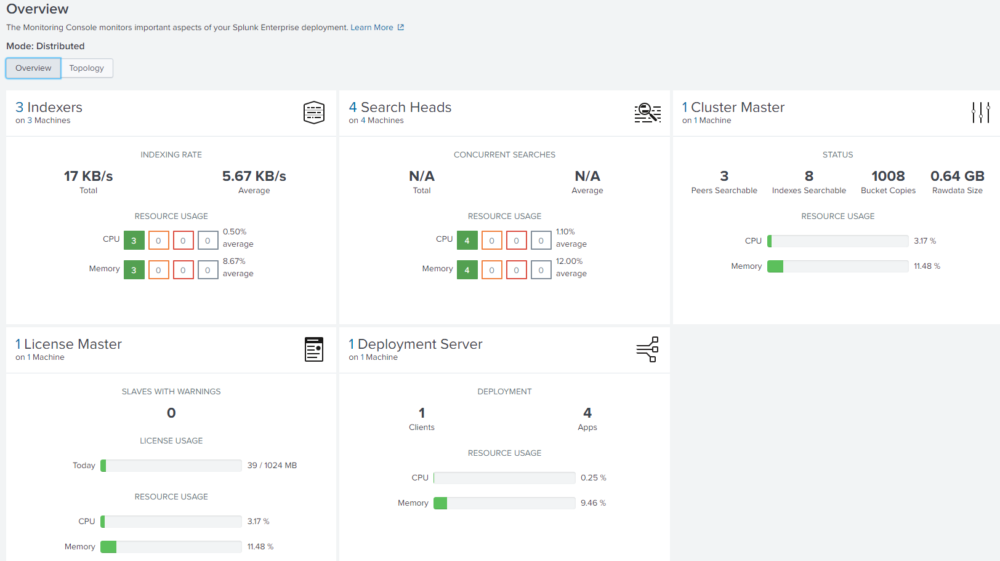 Overview
The Monitoring Console monitors important aspects of your Splunk Enterprise deployment. Learn More
Mode: Distributed
Overview Topology
3 Indexers
on 3 Machines
INDEXING RATE
17 KB/s 5.67 KB/s
Total Average
RESOURCE USAGE
CPU 3 0 0 0 0.50% average
Memory 3 0 0 0 8.67% average
4 Search Heads
on 4 Machines
CONCURRENT SEARCHES
N/A N/A
Total Average
RESOURCE USAGE
CPU 4 0 0 0 1.10% average
Memory 4 0 0 0 12.00% average
1 Cluster Master
on 1 Machine
STATUS
3 8 1008 0.64 GB
Peers Searchable Indexes Searchable Bucket Copies Rawdata Size
RESOURCE USAGE
CPU 3.17 %
Memory 11.48 %
1 License Master
on 1 Machine
SLAVES WITH WARNINGS
0
LICENSE USAGE
Today 39 / 1024 MB
RESOURCE USAGE
CPU 3.17 %
Memory 11.48 %
1 Deployment Server
on 1 Machine
DEPLOYMENT
1 4
Clients Apps
RESOURCE USAGE
CPU 0.25 %
Memory 9.46 %